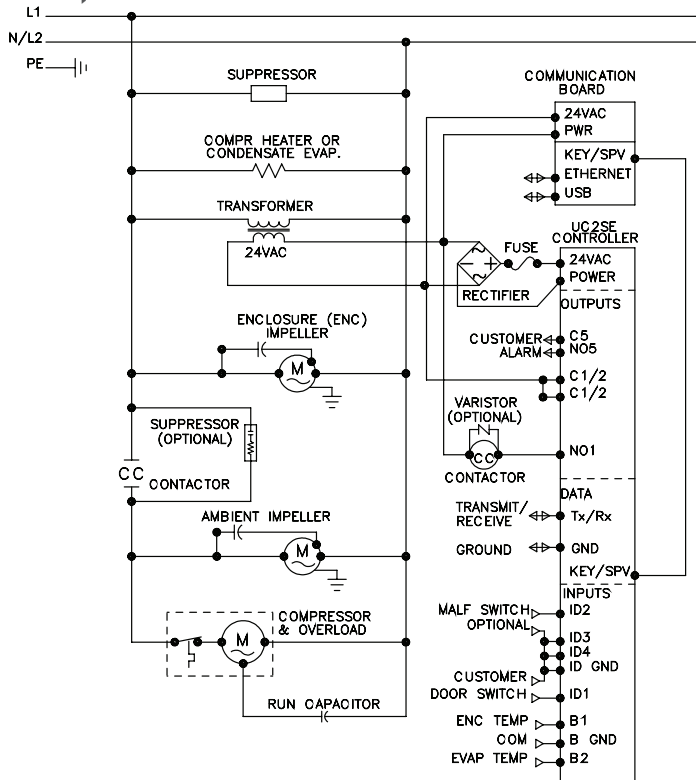 L1
N/L2
PE
SUPPRESSOR
COMPR HEATER OR
CONDENSATE EVAP.
TRANSFORMER
24VAC
ENCLOSURE (ENC)
IMPELLER
M
SUPPRESSOR
(OPTIONAL)
CC
CONTACTOR
AMBIENT IMPELLER
M
COMPRESSOR
& OVERLOAD
M
RUN CAPACITOR
COMMUNICATION
BOARD
24VAC
PWR
KEY/SPV
ETHERNET
USB
UC2SE
CONTROLLER
FUSE
RECTIFIER
24VAC
POWER
OUTPUTS
CUSTOMER
ALARM
C5
NO5
C1/2
C1/2
VARISTOR
(OPTIONAL)
CC
CONTACTOR
NO1
DATA
TRANSMIT/
RECEIVE
Tx/Rx
GROUND
GND
KEY/SPV
INPUTS
MALF SWITCH
ID2
OPTIONAL
ID3
ID4
ID GND
CUSTOMER
DOOR SWITCH
ID1
ENC TEMP
B1
COM
B GND
EVAP TEMP
B2